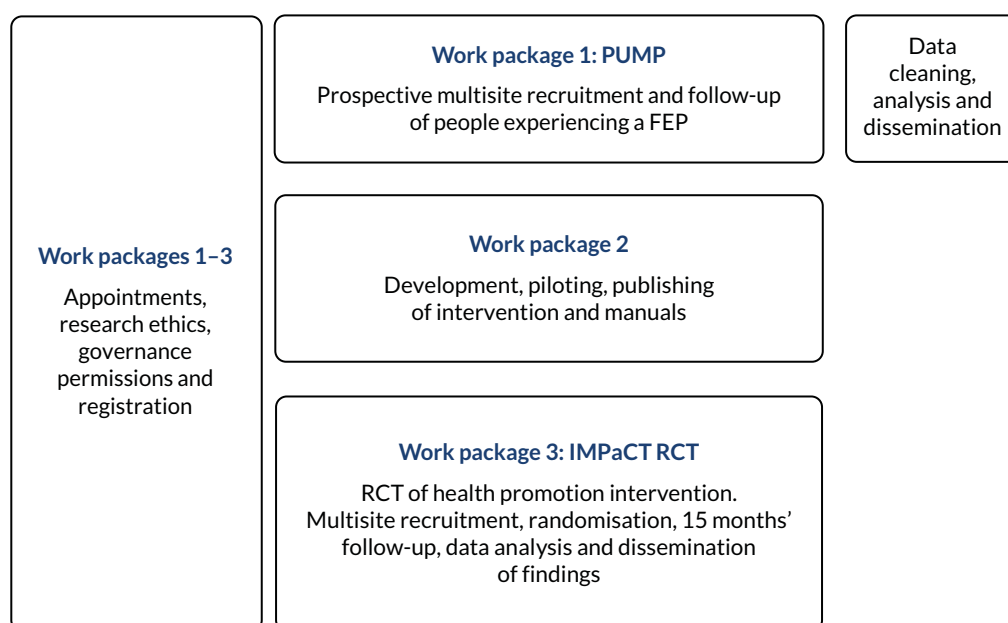 Work packages 1–3
Appointments,
research ethics,
governance
permissions and
registration
Work package 1: PUMP
Prospective multisite recruitment and follow-up
of people experiencing a FEP
Data
cleaning,
analysis and
dissemination
Work package 2
Development, piloting, publishing
of intervention and manuals
Work package 3: IMPaCT RCT
RCT of health promotion intervention.
Multisite recruitment, randomisation, 15 months’
follow-up, data analysis and dissemination
of findings